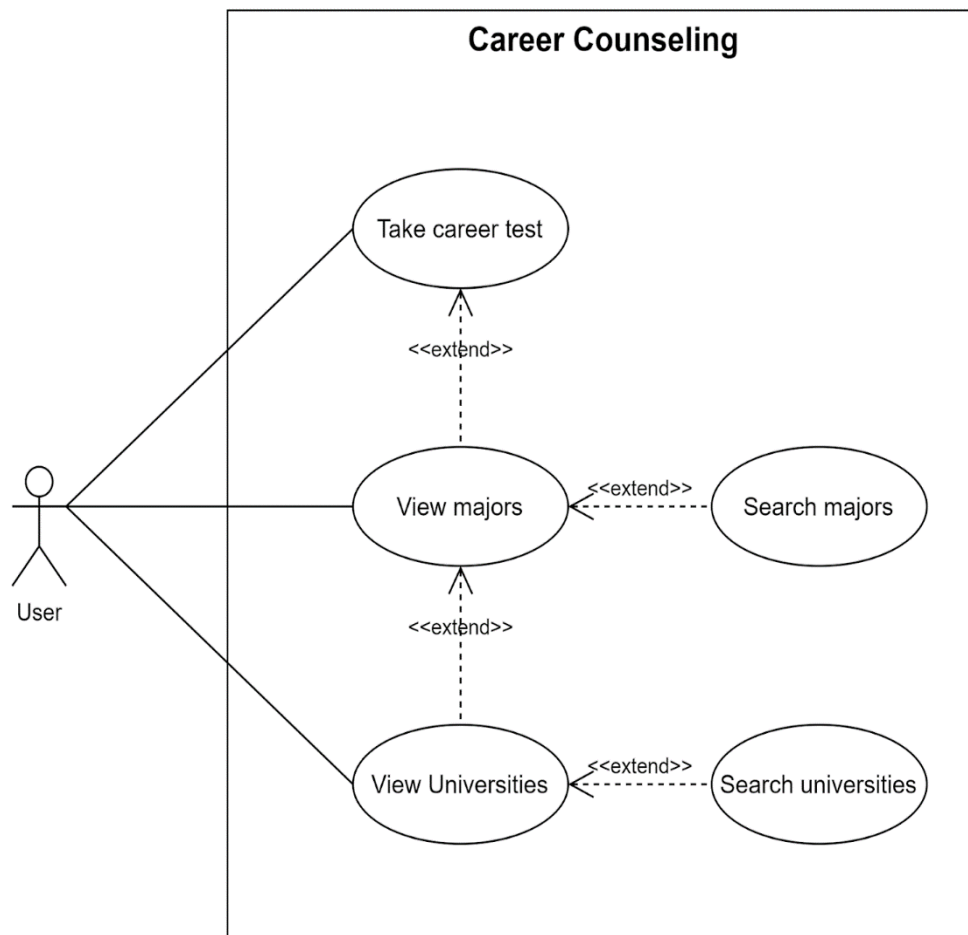 Career Counseling
Take career test
<<extend>>
View majors
<<extend>>
Search majors
User
<<extend>>
View Universities
<<extend>>
Search universities